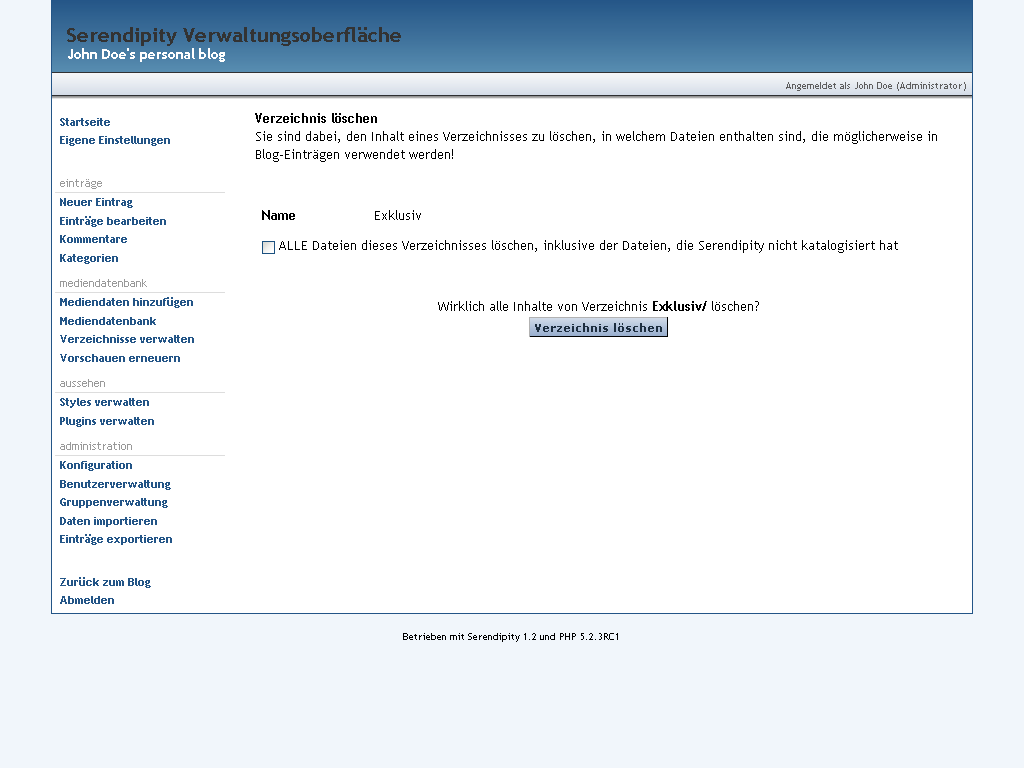 Serendipity Verwaltungsoberfläche
John Doe's personal blog
Angemeldet als John Doe (Administrator)
Startseite
Eigene Einstellungen
einträge
Neuer Eintrag
Einträge bearbeiten
Kommentare
Kategorien
mediendatenbank
Mediendaten hinzufügen
Mediendatenbank
Verzeichnisse verwalten
Vorschauen erneuern
aussehen
Styles verwalten
Plugins verwalten
administration
Konfiguration
Benutzerverwaltung
Gruppenverwaltung
Daten importieren
Einträge exportieren
Zurück zum Blog
Abmelden
Verzeichnis löschen
Sie sind dabei, den Inhalt eines Verzeichnisses zu löschen, in welchem Dateien enthalten sind, die möglicherweise in
Blog-Einträgen verwendet werden!
Name Exklusiv
ALLE Dateien dieses Verzeichnisses löschen, inklusive der Dateien, die Serendipity nicht katalogisiert hat
Wirklich alle Inhalte von Verzeichnis Exklusiv/ löschen?
Verzeichnis löschen
Betrieben mit Serendipity 1.2 und PHP 5.2.3RC1